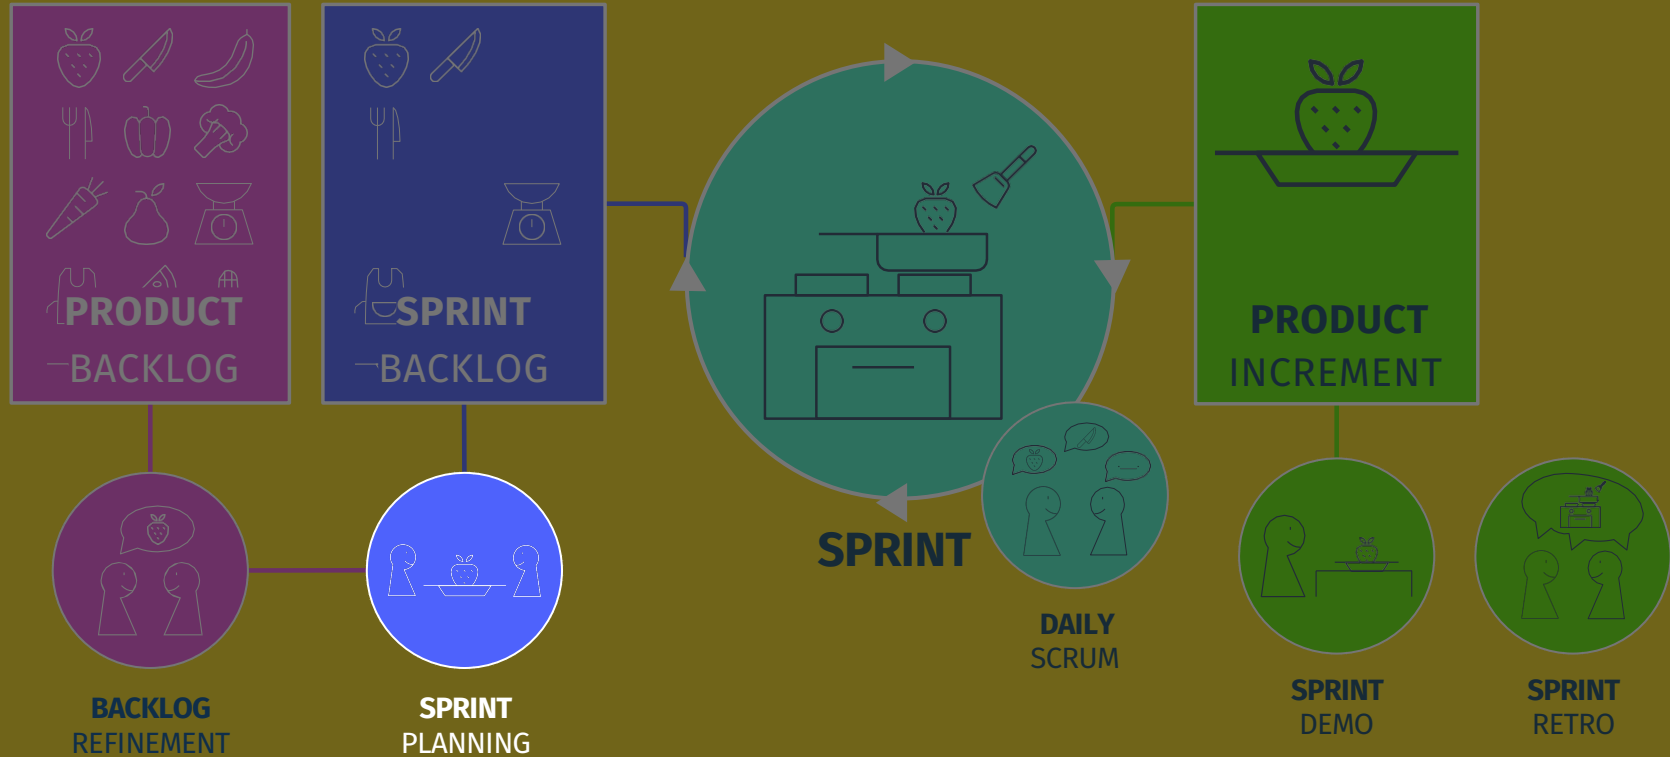 PRODUCT
BACKLOG
SPRINT
BACKLOG
SPRINT
PRODUCT
INCREMENT
BACKLOG
REFINEMENT
SPRINT
PLANNING
DAILY
SCRUM
SPRINT
DEMO
SPRINT
RETRO